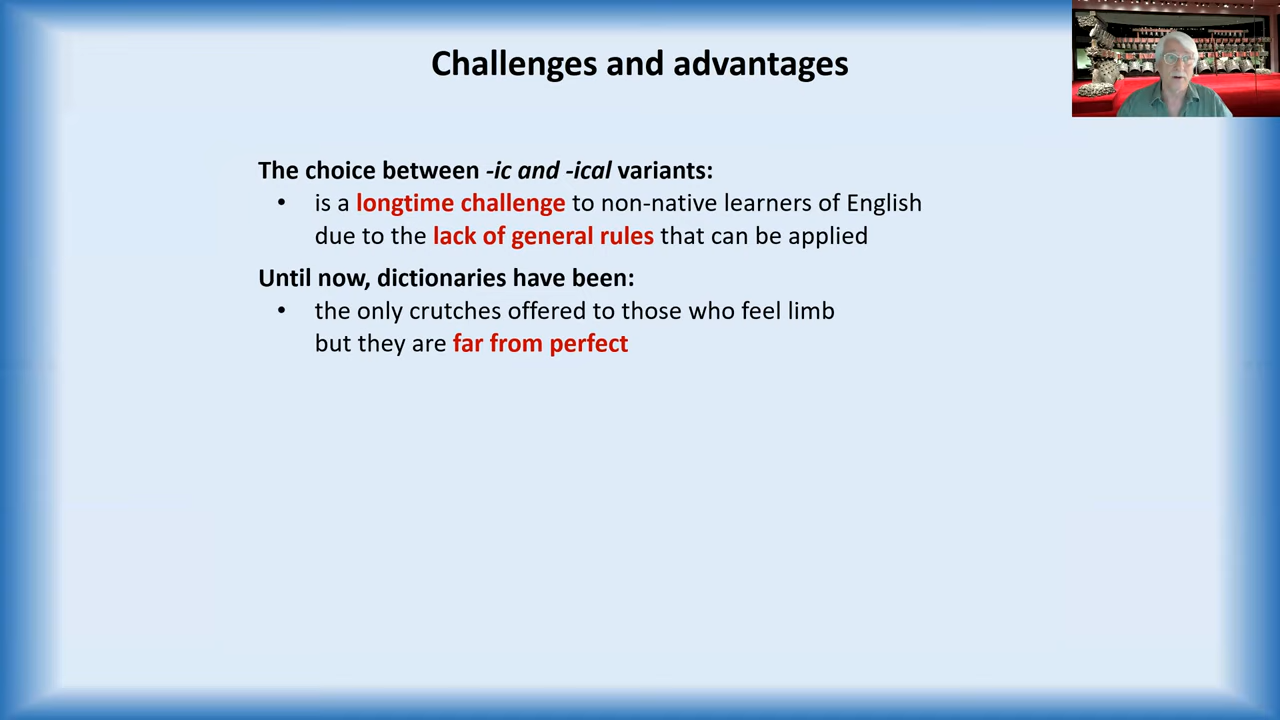 Challenges and advantages
The choice between -ic and -ical variants:
• is a longtime challenge to non-native learners of English
due to the lack of general rules that can be applied
Until now, dictionaries have been:
• the only crutches offered to those who feel limb
but they are far from perfect